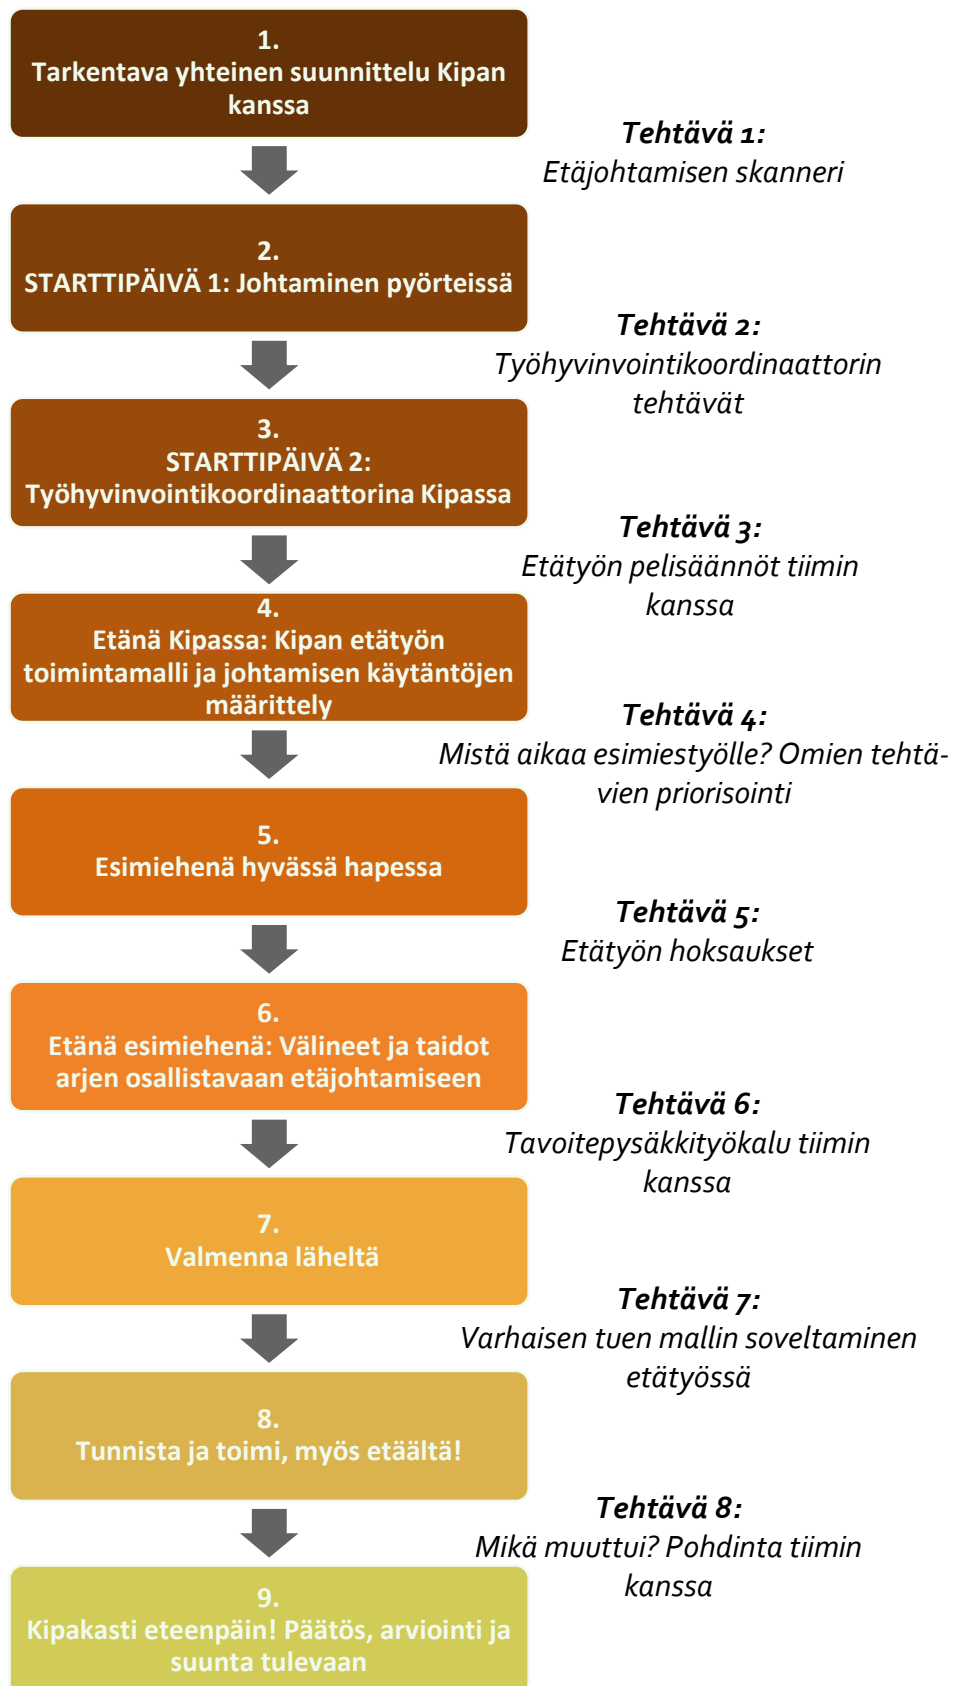 1.
Tarkentava yhteinen suunnittelu Kipan
kanssa
Tehtävä 1:
Etäjohtamisen skanneri
2.
STARTTIPÄIVÄ 1: Johtaminen pyörteissä
Tehtävä 2:
Työhyvinvointikoordinaattorin
tehtävät
3.
STARTTIPÄIVÄ 2:
Työhyvinvointikoordinaattorina Kipassa
Tehtävä 3:
Etätyön pelisäännöt tiimin
kanssa
4.
Etänä Kipassa: Kipan etätyön
toimintamalli ja johtamisen käytäntöjen
määrittely
Tehtävä 4:
Mistä aikaa esimiestyölle? Omien tehtä-
vien priorisointi
5.
Esimiehenä hyvässä hapessa
Tehtävä 5:
Etätyön hoksaukset
6.
Etänä esimiehenä: Välineet ja taidot
arjen osallistavaan etäjohtamiseen
Tehtävä 6:
Tavoitepysäkkityökalu tiimin
kanssa
7.
Valmenna läheltä
Tehtävä 7:
Varhaisen tuen mallin soveltaminen
etätyössä
8.
Tunnista ja toimi, myös etäältä!
Tehtävä 8:
Mikä muuttui? Pohdinta tiimin
kanssa
9.
Kipakasti eteenpäin! Päätös, arviointi ja
suunta tulevaan